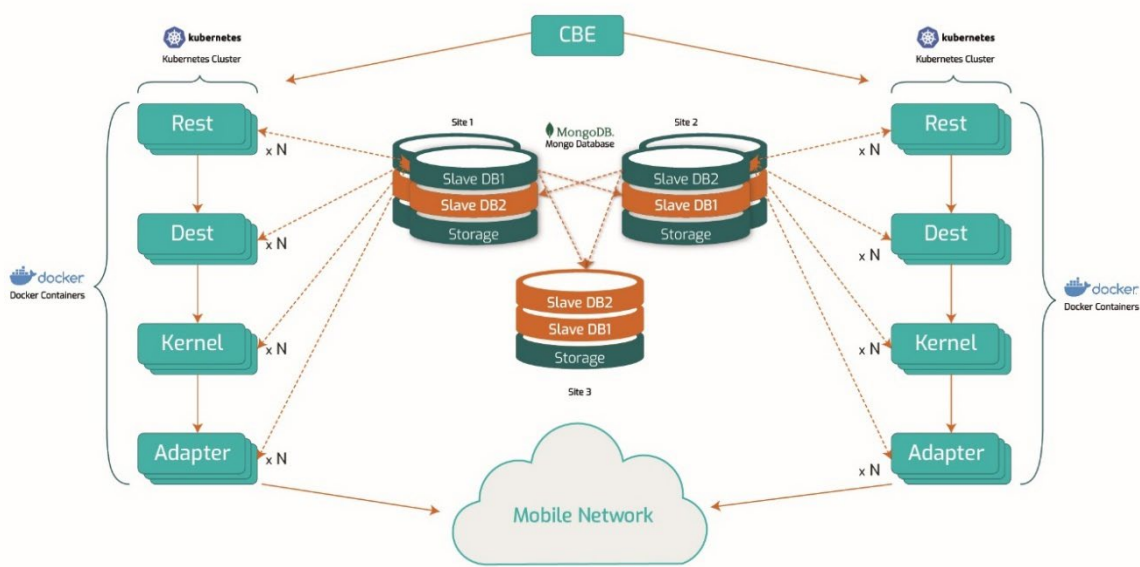 CBE
kubernetes
Kubernetes Cluster
kubernetes
Kubernetes Cluster
Rest
x N
Dest
x N
Kernel
x N
Adapter
x N
docker
Docker Containers
Site 1
Slave DB1
Slave DB2
Storage
MongoDB.
Mongo Database
Site 2
Slave DB2
Slave DB1
Storage
Slave DB2
Slave DB1
Storage
Site 3
Rest
x N
Dest
x N
Kernel
x N
Adapter
x N
docker
Docker Containers
Mobile Network